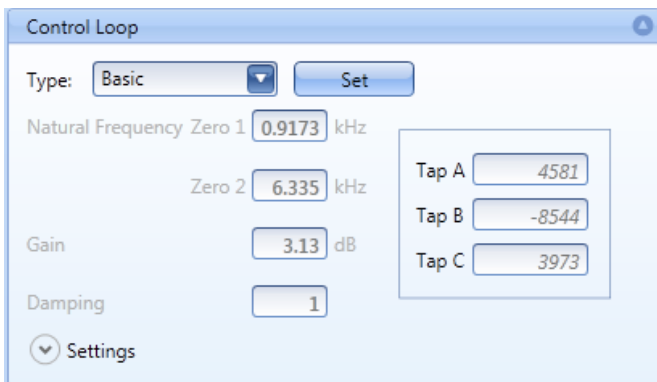 Control Loop
Type: Basic Set
Natural Frequency Zero 1 0.9173 kHz
Zero 2 6.335 kHz
Gain 3.13 dB
Damping 1
Tap A 4581
Tap B -8544
Tap C 3973
Settings